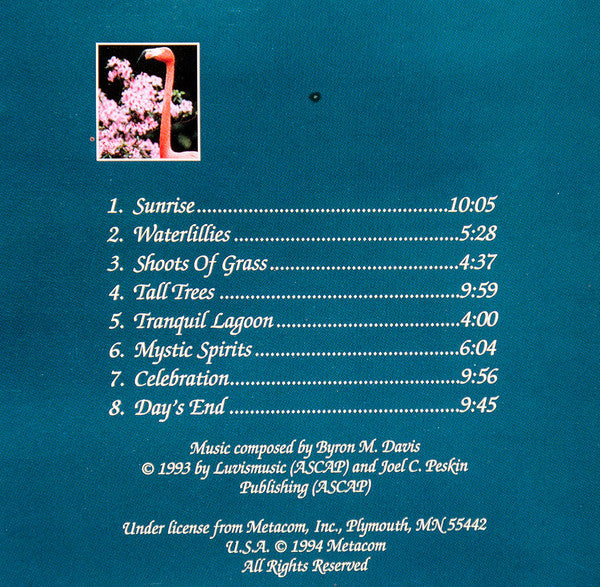 1. Sunrise................................................10:05
2. Waterlillies............................................5:28
3. Shoots Of Grass....................................4:37
4. Tall Trees..............................................9:59
5. Tranquil Lagoon...................................4:00
6. Mystic Spirits.......................................6:04
7. Celebration............................................9:56
8. Day's End............................................9:45
Music composed by Byron M. Davis
© 1993 by Luvismusic (ASCAP) and Joel C. Peskin
Publishing (ASCAP)
Under license from Metacom, Inc., Plymouth, MN 55442
U.S.A. © 1994 Metacom
All Rights Reserved